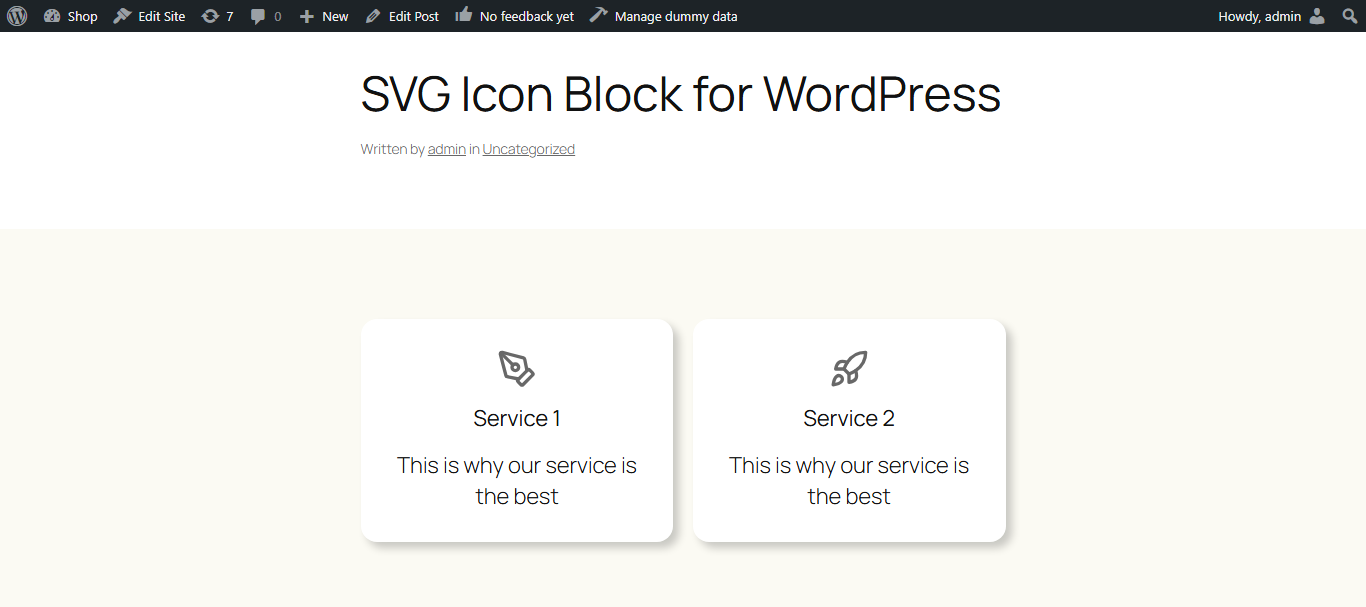 Shop Edit Site 7 0 New Edit Post No feedback yet Manage dummy data Howdy, admin
SVG Icon Block for WordPress
Written by admin in Uncategorized
Service 1
This is why our service is
the best
Service 2
This is why our service is
the best